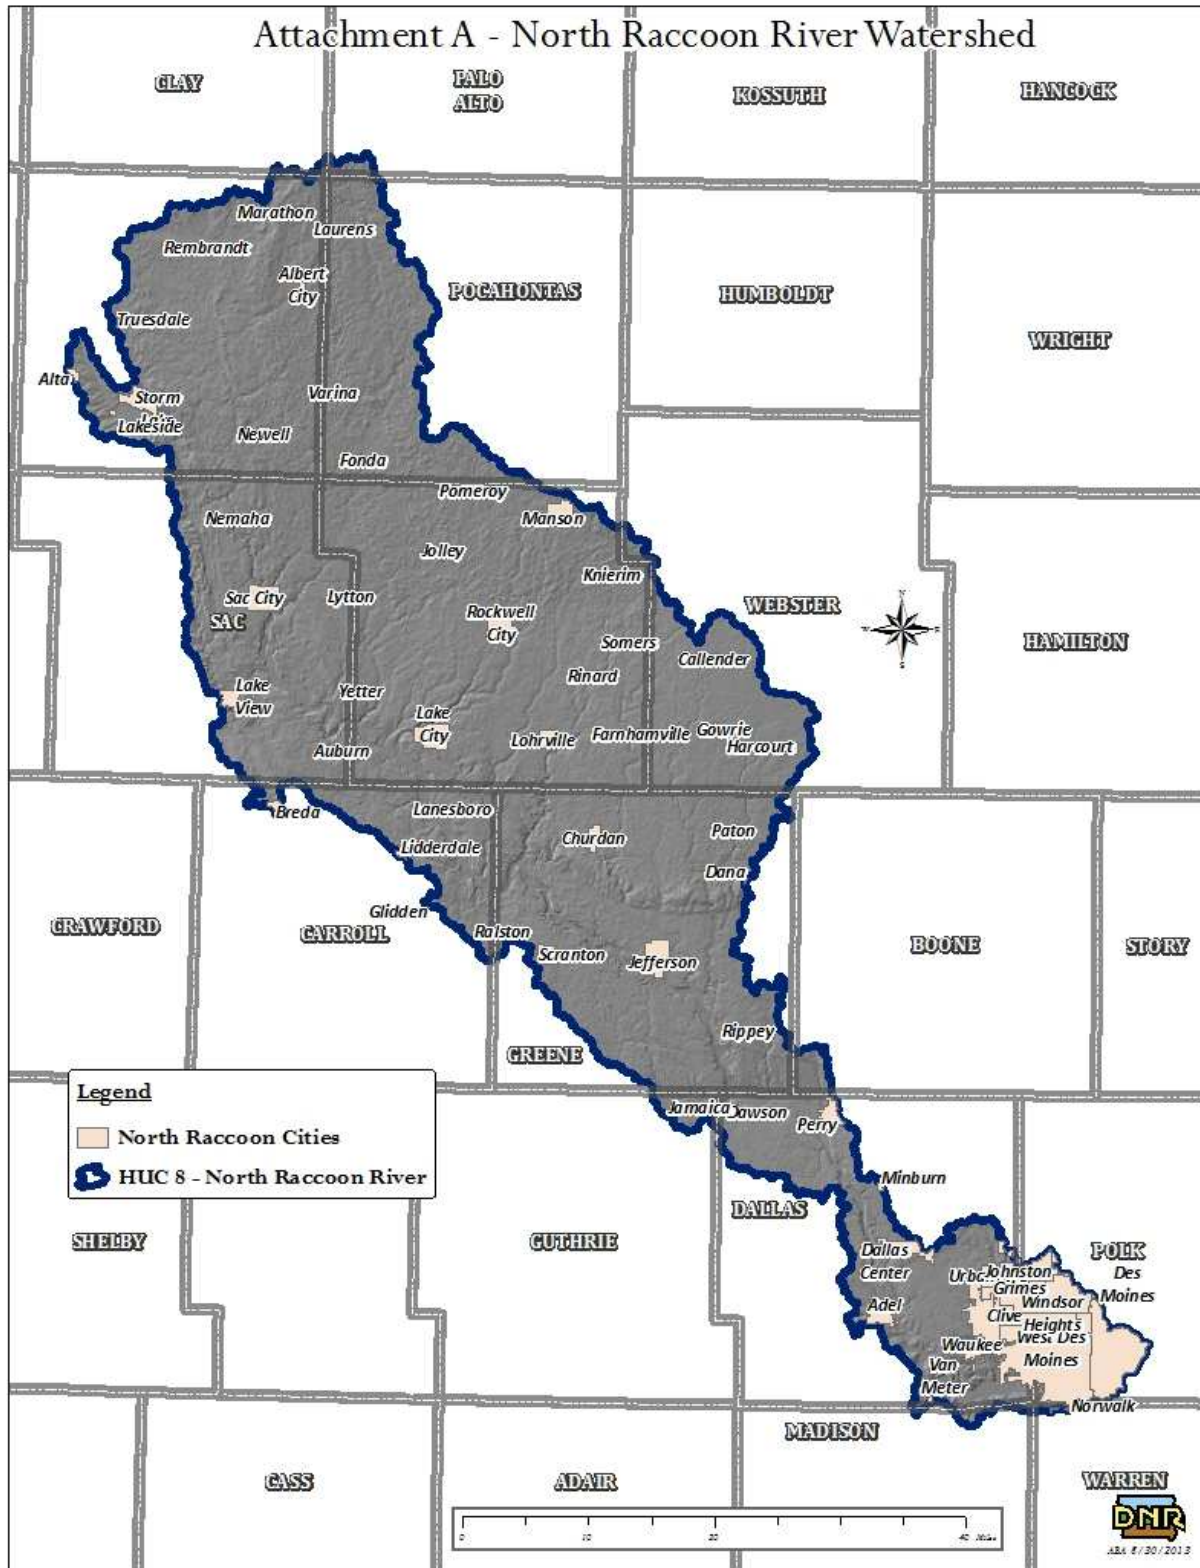 Attachment A - North Raccoon River Watershed
CLAY
PALO
ALTO
KOSSUTH
HANCOCK
Marathon
Laurens
Rembrandt
Albert
City
POCAHONTAS
HUMBOLDT
WRIGHT
Truesdale
Alta
Storm
Lakeside
Varina
Newell
Fonda
Pomeroy
Nemaha
Manson
Jolley
Knierim
Sac City
SAC
Lytton
Rockwell
City
WEBSTER
N
W
E
S
HAMILTON
Somers
Callender
Rinard
Lake
View
Yetter
Lake
City
Lohrville
Farnhamville
Gowrie
Harcourt
Auburn
Breda
Lanesboro
Churdan
Paton
Lidderdale
Dana
Glidden
CRAWFORD
CARROLL
Ralston
Scranton
Jefferson
BOONE
STORY
Rippey
GREENE
Legend
North Raccoon Cities
HUC 8 - North Raccoon River
Jamaica
Dawson
Perry
Minburn
DALLAS
SHELBY
GUTHRIE
POLK
Des
Moines
Dallas
Center
Johnston
Grimes
Windsor
Heights
Clive
Adel
West Des
Moines
Waukee
Van
Meter
Norwalk
MADISON
CASS
ADAIR
WARREN
0 10 20 40 Miles
DNR